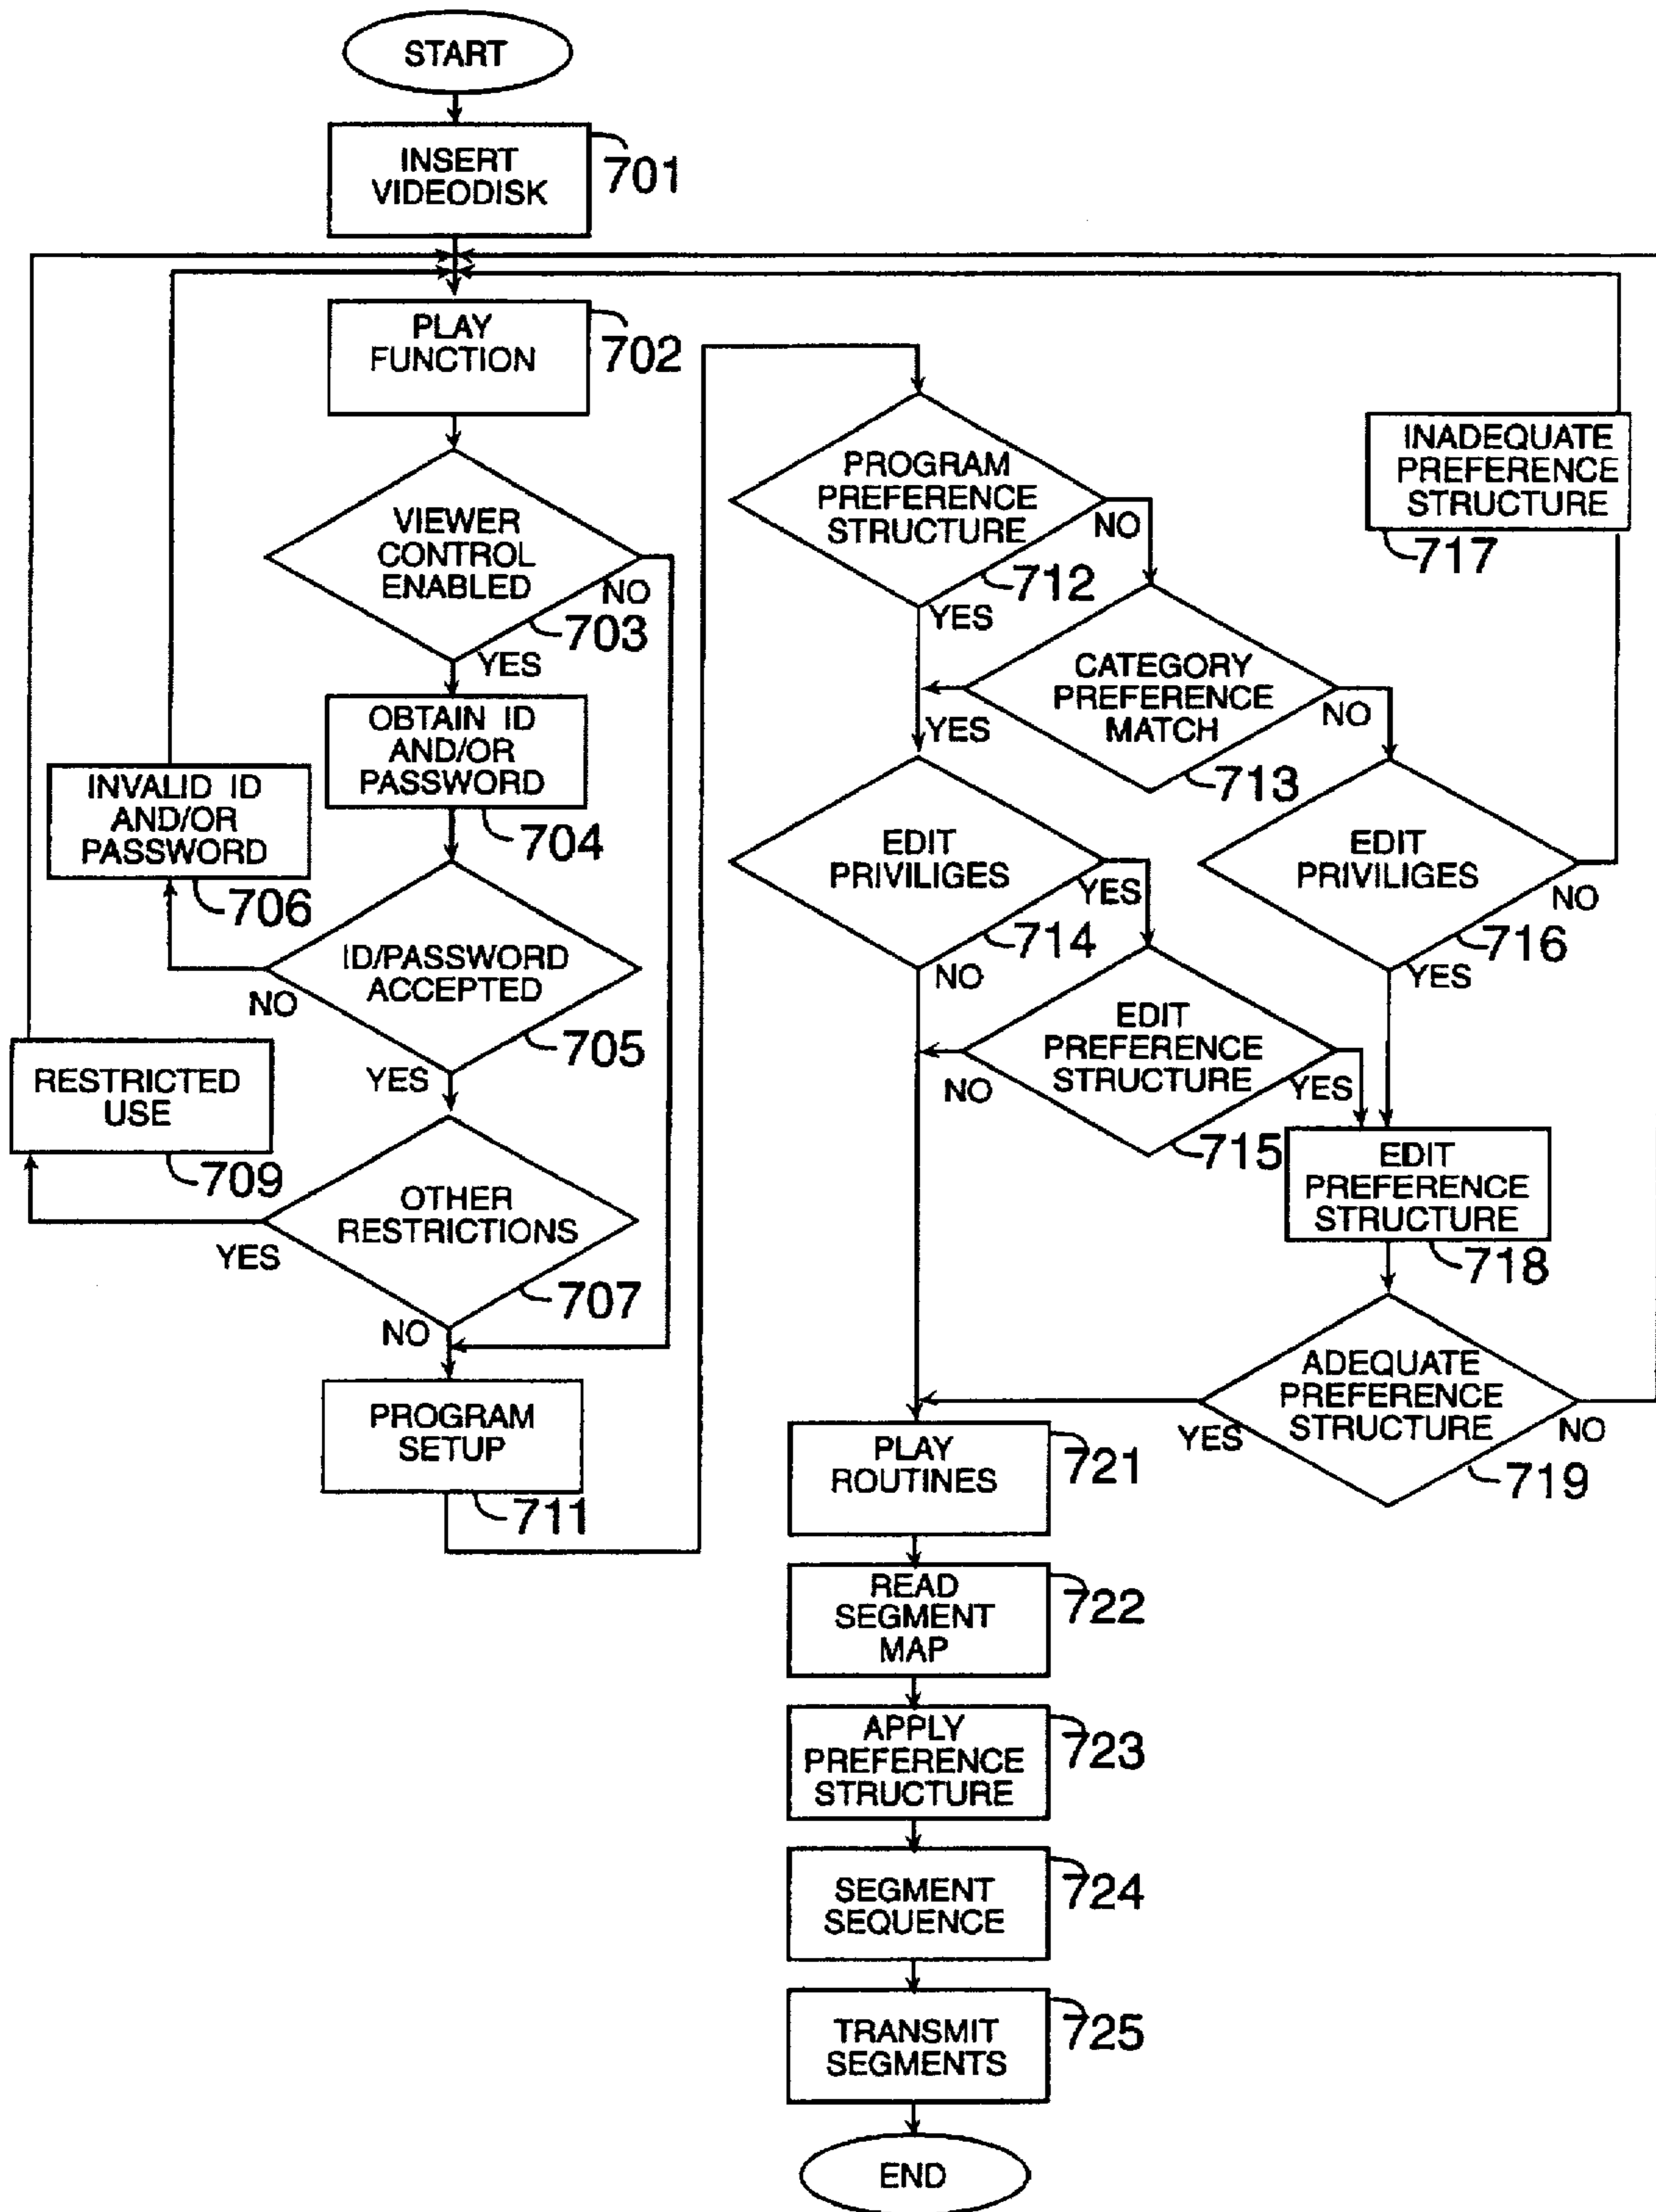 START
INSERT
VIDEODISK
701
PLAY
FUNCTION
702
VIEWER
CONTROL
ENABLED
NO
703
YES
OBTAIN ID
AND/OR
PASSWORD
704
INVALID ID
AND/OR
PASSWORD
706
ID/PASSWORD
ACCEPTED
NO
705
YES
RESTRICTED
USE
709
OTHER
RESTRICTIONS
YES
707
NO
PROGRAM
SETUP
711
PROGRAM
PREFERENCE
STRUCTURE
NO
712
YES
CATEGORY
PREFERENCE
MATCH
YES
NO
713
INADEQUATE
PREFERENCE
STRUCTURE
717
EDIT
PRIVILIGES
YES
714
NO
EDIT
PRIVILIGES
NO
716
YES
EDIT
PREFERENCE
STRUCTURE
NO
YES
715
EDIT
PREFERENCE
STRUCTURE
718
ADEQUATE
PREFERENCE
STRUCTURE
YES
NO
719
PLAY
ROUTINES
721
READ
SEGMENT
MAP
722
APPLY
PREFERENCE
STRUCTURE
723
SEGMENT
SEQUENCE
724
TRANSMIT
SEGMENTS
725
END